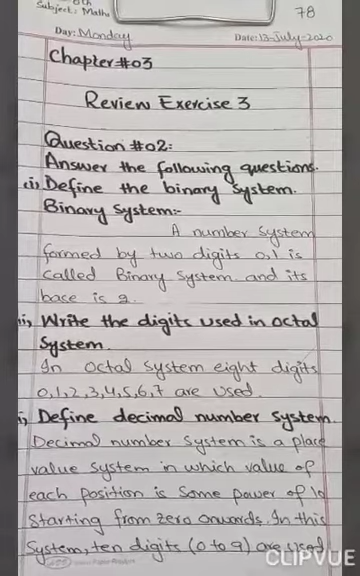 Subject: Maths
78
Day: Monday
Date: 13-July-2020
Chapter #03
Review Exercise 3
Question #02:
Answer the following questions.
(i) Define the binary system.
Binary System:-
A number system
formed by two digits 0,1 is
called Binary System and its
base is 2.
ii, Write the digits used in octal
System.
In octal system eight digits
0,1,2,3,4,5,6,7 are used.
i, Define decimal number system.
Decimal number system is a place
value system in which value of
each position is some power of 10
starting from zero onwards. In this
system, ten digits (0 to 9) are used
MADE ON
CLIPVUE